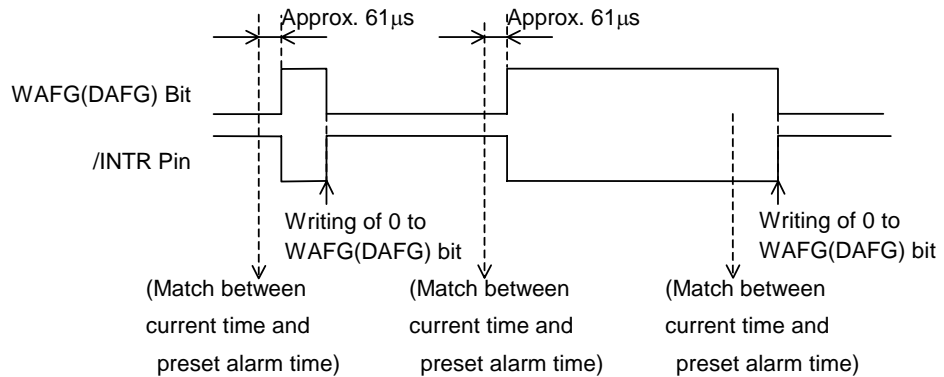 Approx. 61μs
Approx. 61μs
WAFG(DAFG) Bit
/INTR Pin
Writing of 0 to
WAFG(DAFG) bit
Writing of 0 to
WAFG(DAFG) bit
(Match between
current time and
preset alarm time)
(Match between
current time and
preset alarm time)
(Match between
current time and
preset alarm time)